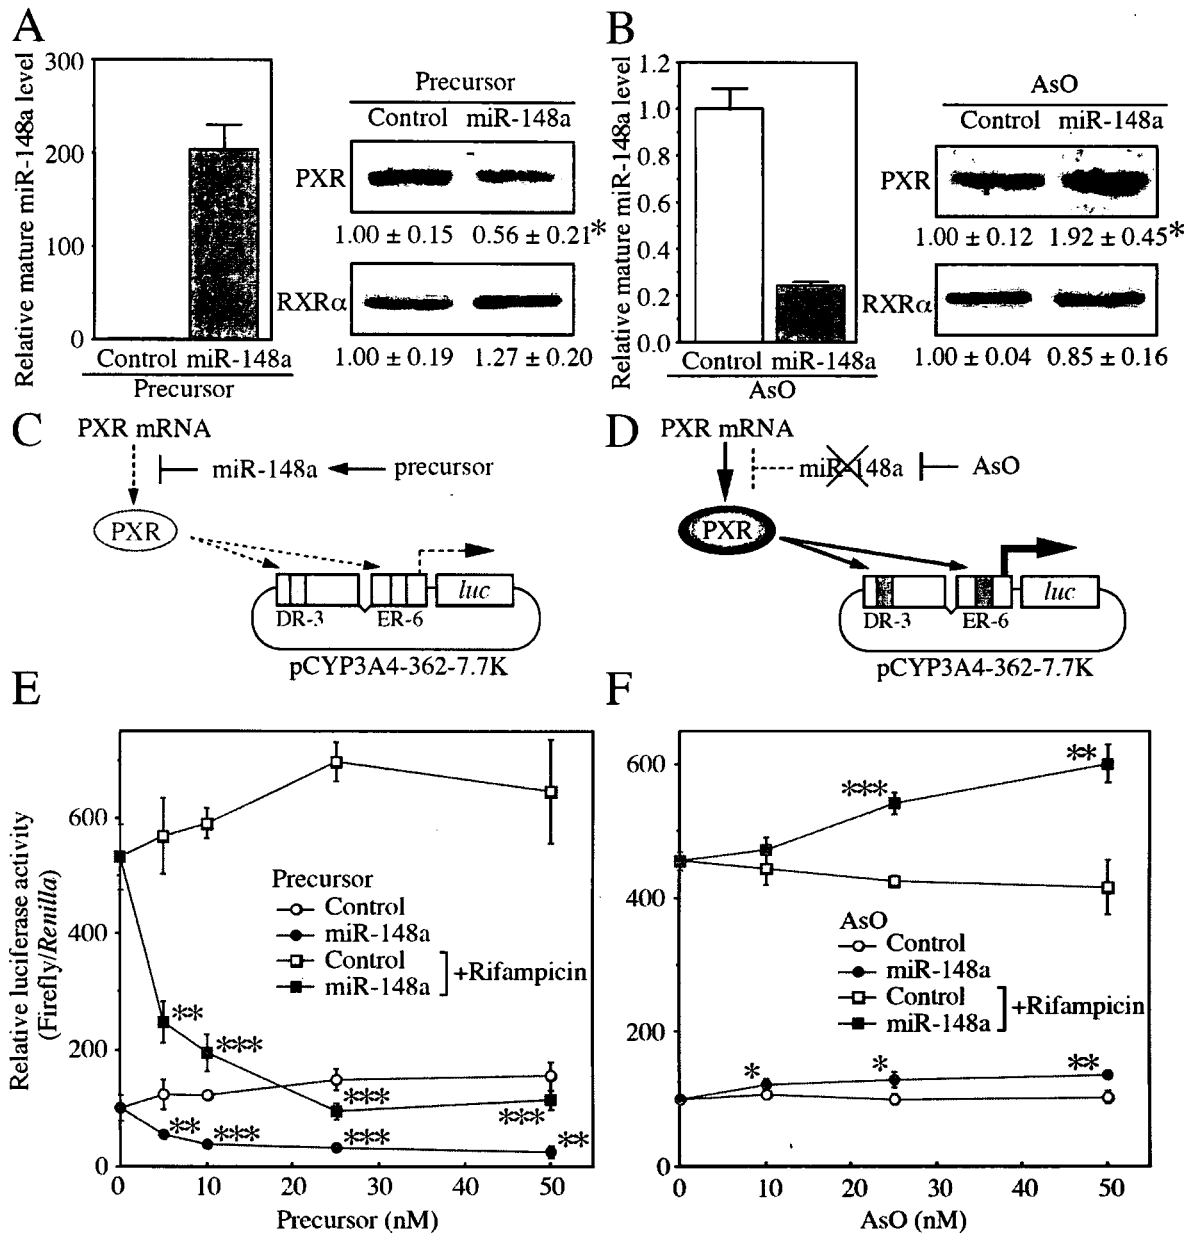 A
Relative mature miR-148a level
300
200
100
0
Control miR-148a
Precursor
Precursor
Control miR-148a
PXR
1.00 ± 0.15 0.56 ± 0.21*
RXRα
1.00 ± 0.19 1.27 ± 0.20
B
Relative mature miR-148a level
1.2
1.0
0.8
0.6
0.4
0.2
0.0
Control miR-148a
AsO
AsO
Control miR-148a
PXR
1.00 ± 0.12 1.92 ± 0.45*
RXRα
1.00 ± 0.04 0.85 ± 0.16
C
PXR mRNA
miR-148a precursor
PXR
luc
DR-3 ER-6
pCYP3A4-362-7.7K
D
PXR mRNA
miR-148a AsO
PXR
luc
DR-3 ER-6
pCYP3A4-362-7.7K
E
Relative luciferase activity
(Firefly/Renilla)
600
400
200
0
Precursor
Control
miR-148a
Control
miR-148a
+Rifampicin
**
***
***
***
**
***
***
**
0 10 20 30 40 50
Precursor (nM)
F
600
400
200
0
***
**
AsO
Control
miR-148a
Control
miR-148a
+Rifampicin
*
*
**
0 10 20 30 40 50
AsO (nM)